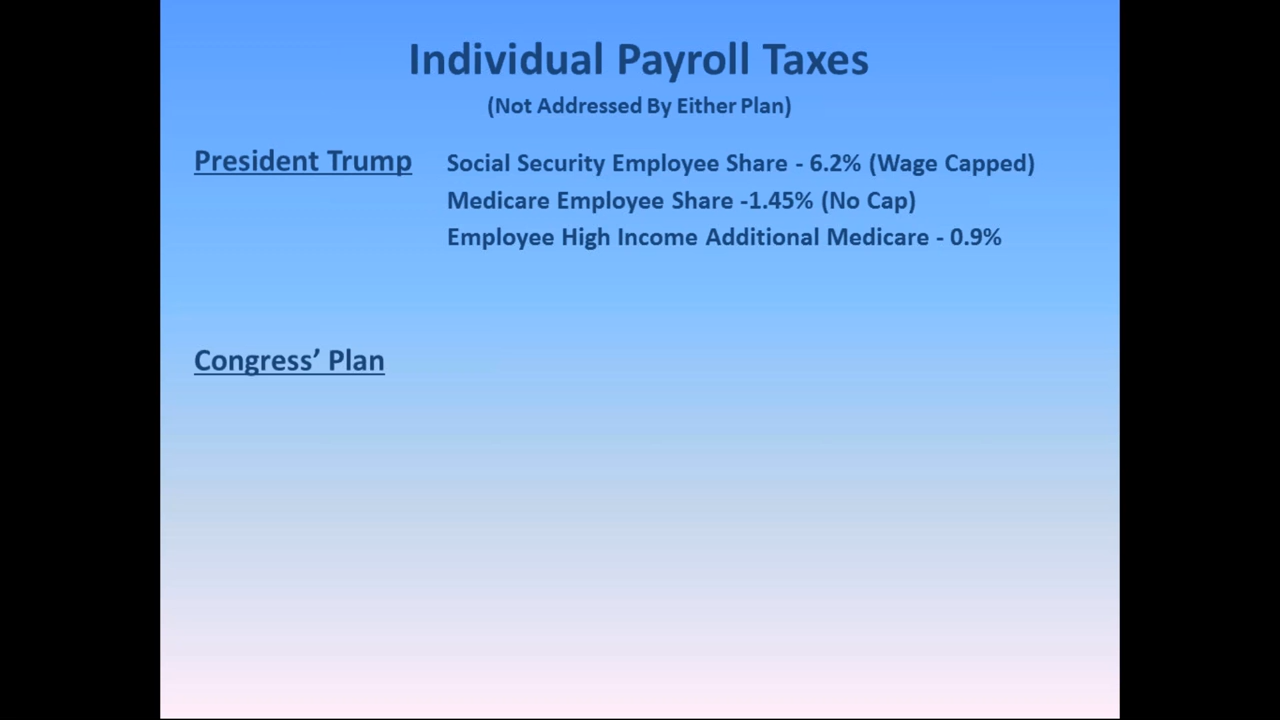 Individual Payroll Taxes
(Not Addressed By Either Plan)
President Trump
Social Security Employee Share - 6.2% (Wage Capped)
Medicare Employee Share -1.45% (No Cap)
Employee High Income Additional Medicare - 0.9%
Congress’ Plan